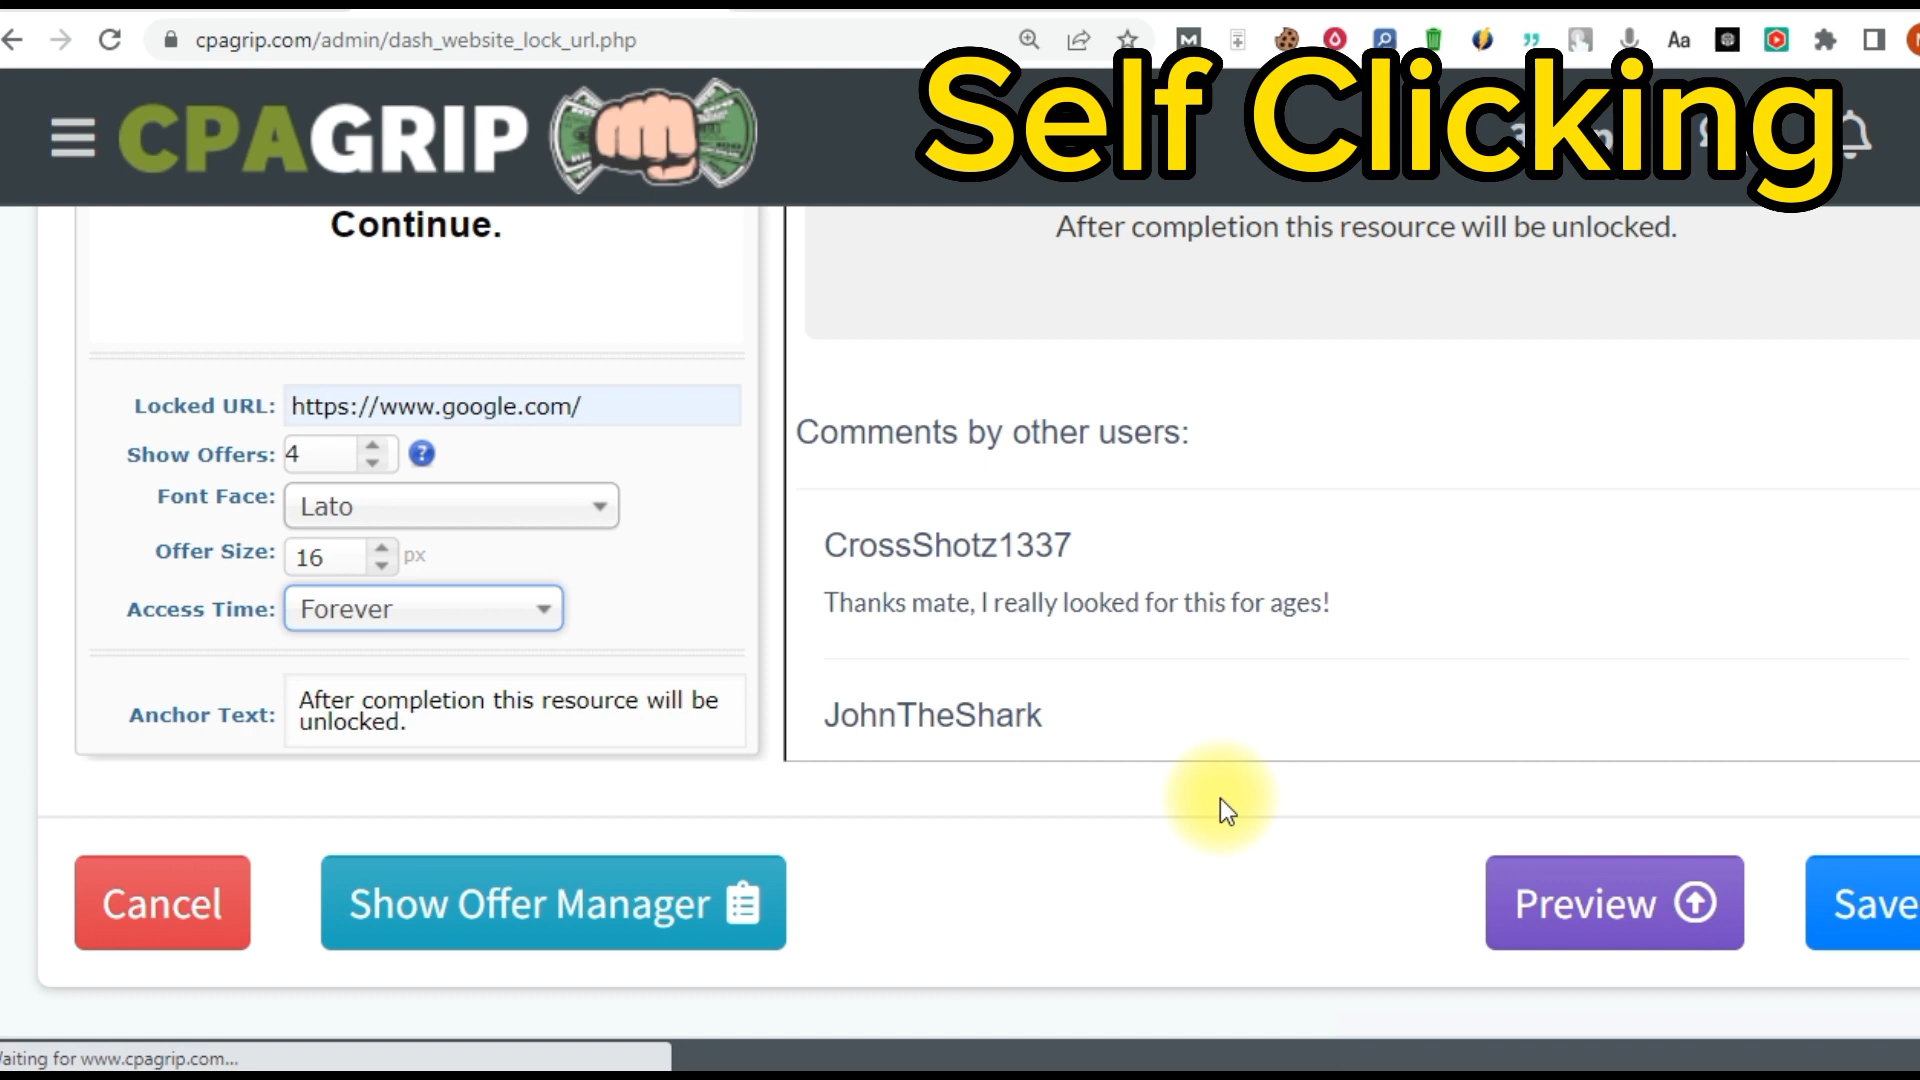 cpagrip.com/admin/dash_website_lock_url.php
Aa
CPAGRIP
Self Clicking
Continue.
After completion this resource will be unlocked.
Locked URL: https://www.google.com/
Show Offers: 4
?
Font Face: Lato
Offer Size: 16 px
Access Time: Forever
Anchor Text: After completion this resource will be
unlocked.
Comments by other users:
CrossShotz1337
Thanks mate, I really looked for this for ages!
JohnTheShark
Cancel
Show Offer Manager
Preview
Save
aiting for www.cpagrip.com...